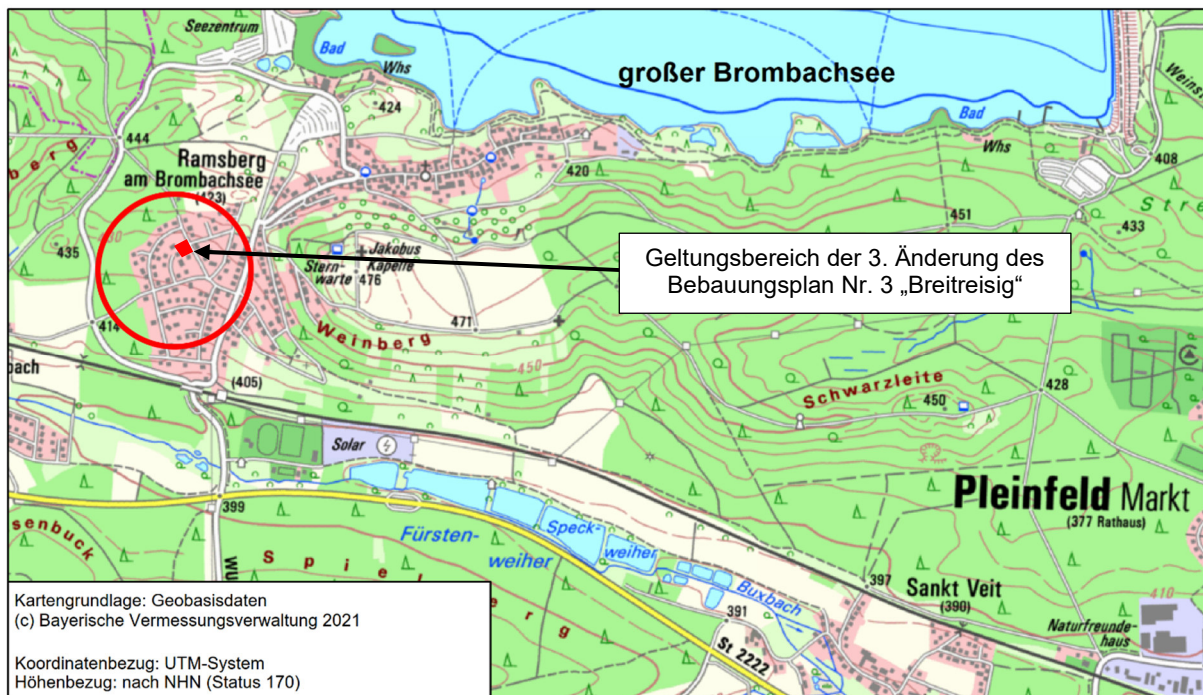 Seezentrum
Bad
Whs
großer Brombachsee
Bad
Whs
424
444
Ramsberg
am Brombachsee
(423)
420
408
451
433
435
Stern-
warte
Jakobus
Kapelle
476
Geltungsbereich der 3. Änderung des
Bebauungsplan Nr. 3 „Breitreisig“
414
471
Weinberg
450
(405)
bach
Schwarzleite
450
428
Solar
399
Pleinfeld Markt
(377 Rathaus)
Fürsten-
weiher
Speck-
weiher
Buxbach
397
Sankt Veit
(390)
410
391
St 2222
Naturfreunde-
haus
senbuck
WU
Kartengrundlage: Geobasisdaten
(c) Bayerische Vermessungsverwaltung 2021
Koordinatenbezug: UTM-System
Höhenbezug: nach NHN (Status 170)